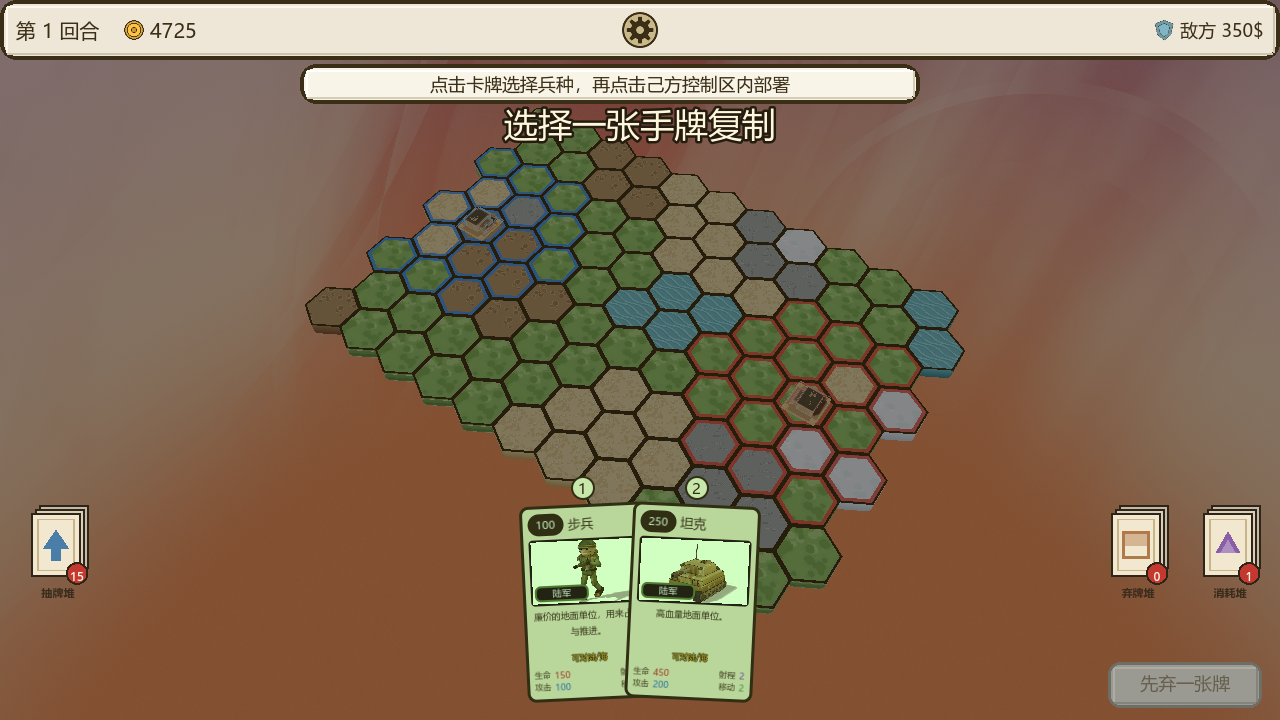 第 1 回合
4725
敌方 350$
点击卡牌选择兵种，再点击己方控制区内部署
选择一张手牌复制
1
2
100 步兵
陆军
廉价的地面单位，用来
与推进。
生命 150
攻击 100
250 坦克
陆军
高血量地面单位。
生命 450
射程 2
攻击 200
移动 2
15
抽牌堆
0
弃牌堆
1
消耗堆
先弃一张牌